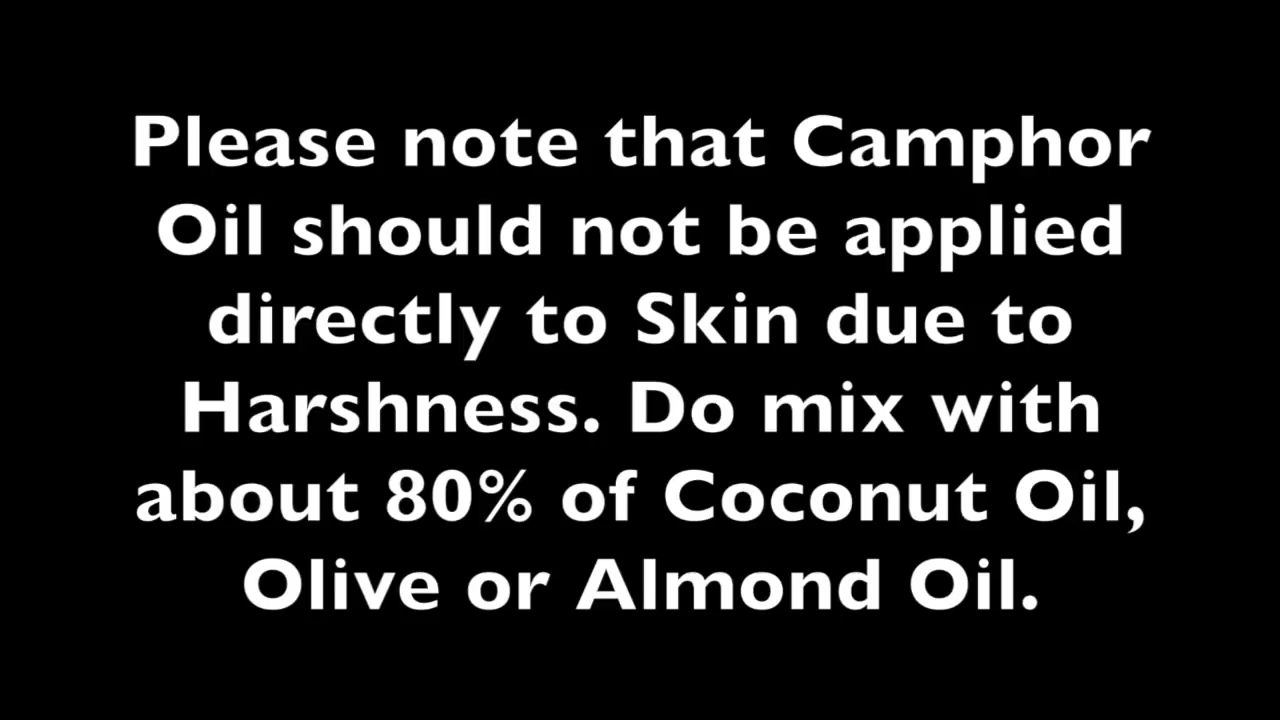 Please note that Camphor
Oil should not be applied
directly to Skin due to
Harshness. Do mix with
about 80% of Coconut Oil,
Olive or Almond Oil.